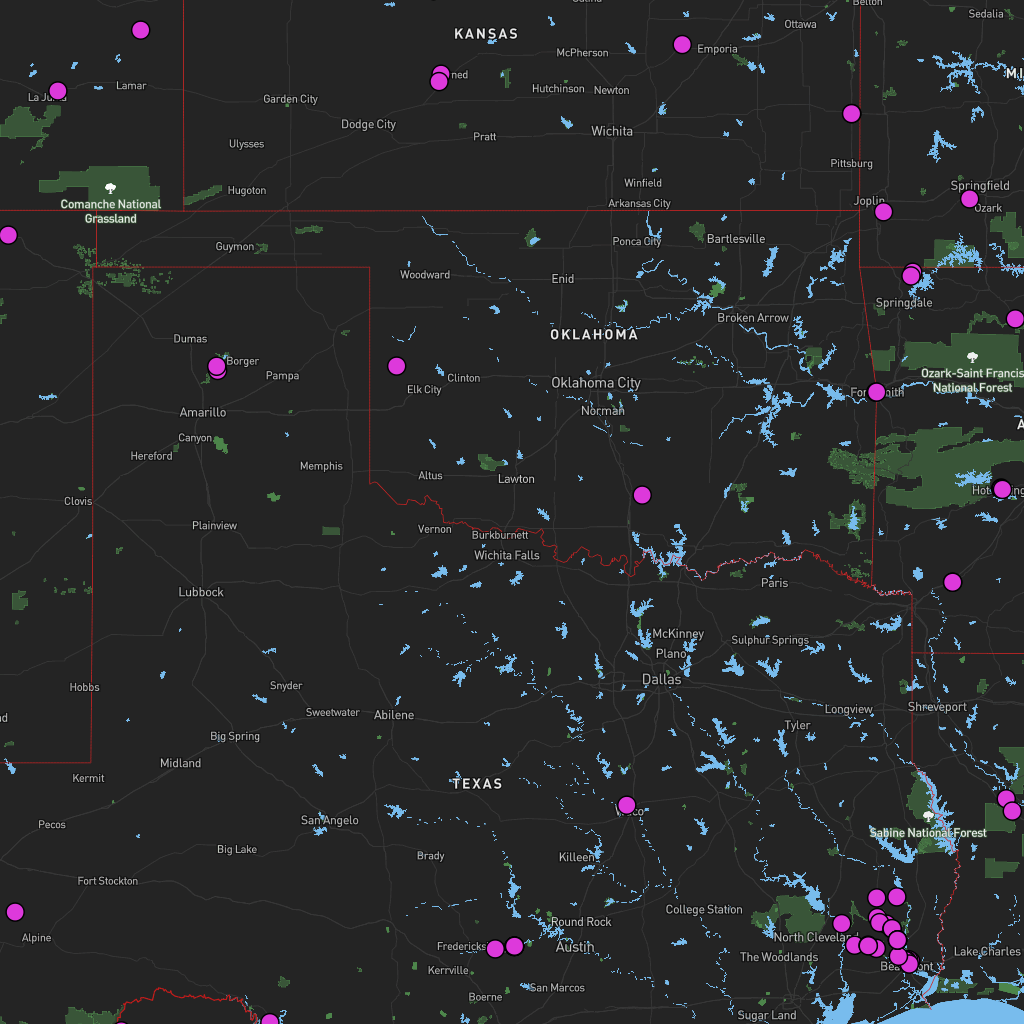 Belton
Sedalia
Ottawa
KANSAS
Emporia
McPherson
La Ju
Lamar
Garden City
Hutchinson
Newton
Dodge City
Wichita
Pratt
Ulysses
Pittsburg
Winfield
Springfield
Hugoton
Comanche National
Grassland
Arkansas City
Joplin
Ozark
Guymon
Ponca City
Bartlesville
Woodward
Enid
Springdale
Broken Arrow
OKLAHOMA
Dumas
Borger
Pampa
Clinton
Elk City
Oklahoma City
Ozark-Saint Francis
National Forest
Amarillo
Norman
Canyon
Hereford
Memphis
Altus
Lawton
Clovis
Plainview
Vernon
Burkburnett
Wichita Falls
Lubbock
Paris
McKinney
Sulphur Springs
Plano
Dallas
Hobbs
Snyder
Sweetwater
Abilene
Longview
Shreveport
Tyler
Big Spring
Midland
Kermit
TEXAS
Pecos
San Angelo
Sabine National Forest
Big Lake
Brady
Killeen
Fort Stockton
College Station
Round Rock
Alpine
Fredericks
Austin
North Clevelan
The Woodlands
Lake Charles
Kerrville
San Marcos
Boerne
Sugar Land